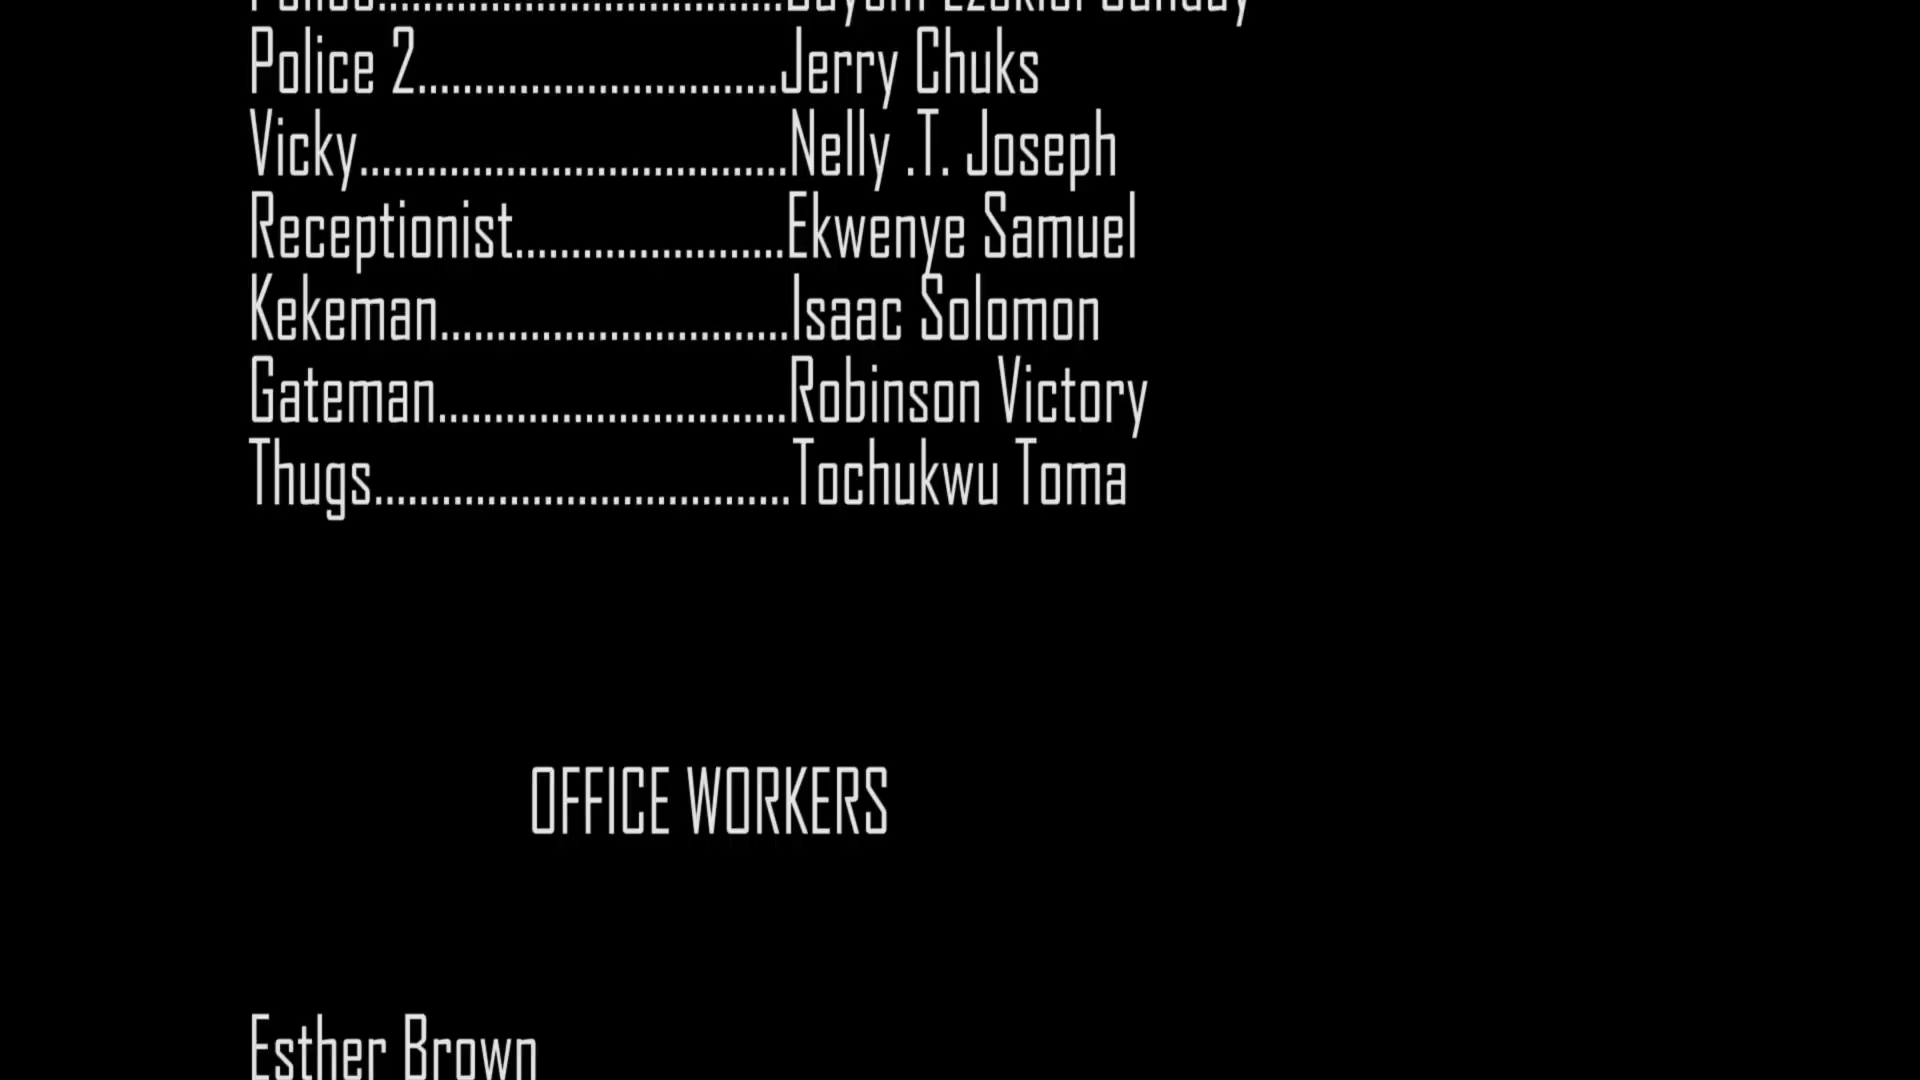 Police 2................................Jerry Chuks
Vicky......................................Nelly .T. Joseph
Receptionist........................Ekwenye Samuel
Kekeman...............................Isaac Solomon
Gateman...............................Robinson Victory
Thugs.....................................Tochukwu Toma
OFFICE WORKERS
Esther Brown